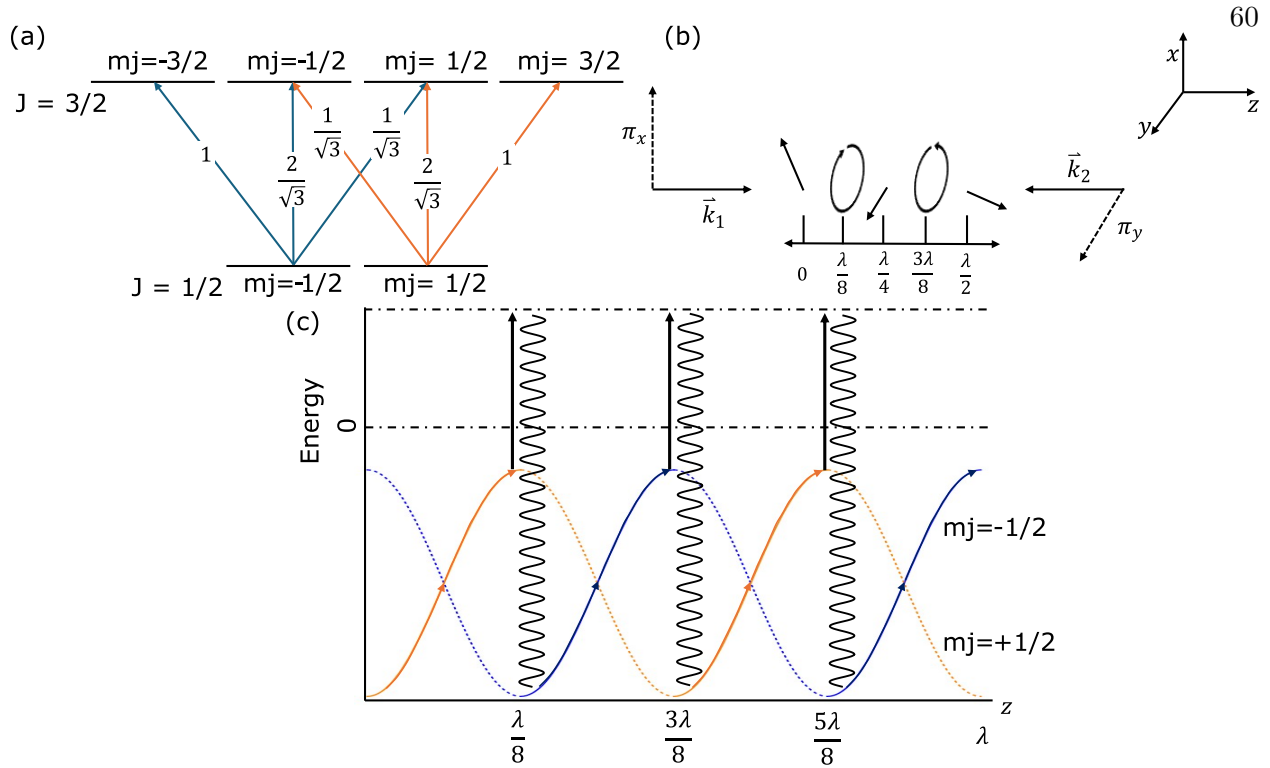 60
(a)
mj=-3/2 mj=-1/2 mj= 1/2 mj= 3/2
J = 3/2
1 2/√3 1/√3 1/√3 2/√3 1
J = 1/2 mj=-1/2 mj= 1/2
(b)
x
y z
π_x
k⃗_1
k⃗_2
π_y
0 λ/8 λ/4 3λ/8 λ/2
(c)
Energy
0
mj=-1/2
mj=+1/2
z
λ/8 3λ/8 5λ/8 λ